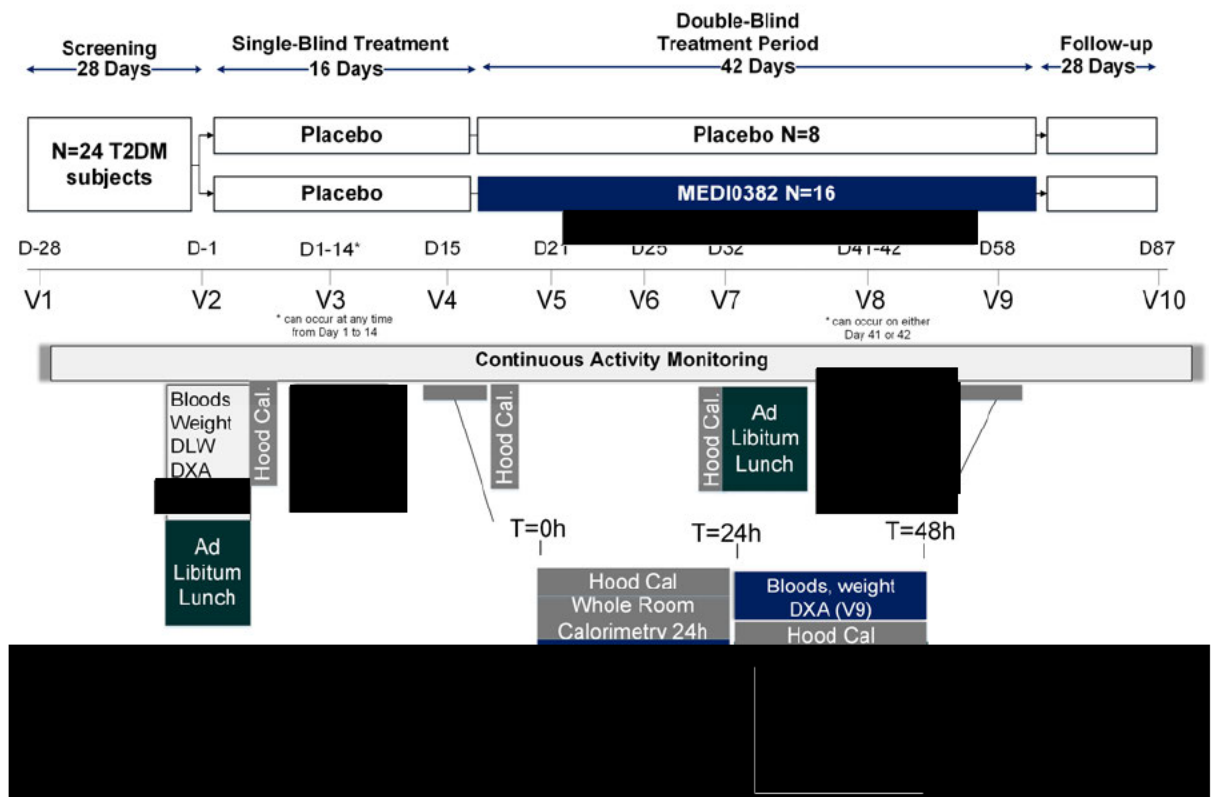 Screening
28 Days
Single-Blind Treatment
16 Days
Double-Blind
Treatment Period
42 Days
Follow-up
28 Days
N=24 T2DM
subjects
Placebo
Placebo N=8
Placebo
MEDI0382 N=16
D-28
D-1
D1-14*
D15
D21
D25
D32
D41-42
D58
D87
V1
V2
V3
V4
V5
V6
V7
V8
V9
V10
* can occur at any time
from Day 1 to 14
* can occur on either
Day 41 or 42
Continuous Activity Monitoring
Bloods
Weight
DLW
DXA
Hood Cal.
Hood Cal.
Hood Cal.
Ad
Libitum
Lunch
Ad
Libitum
Lunch
T=0h
T=24h
T=48h
Hood Cal
Whole Room
Calorimetry 24h
Bloods, weight
DXA (V9)
Hood Cal